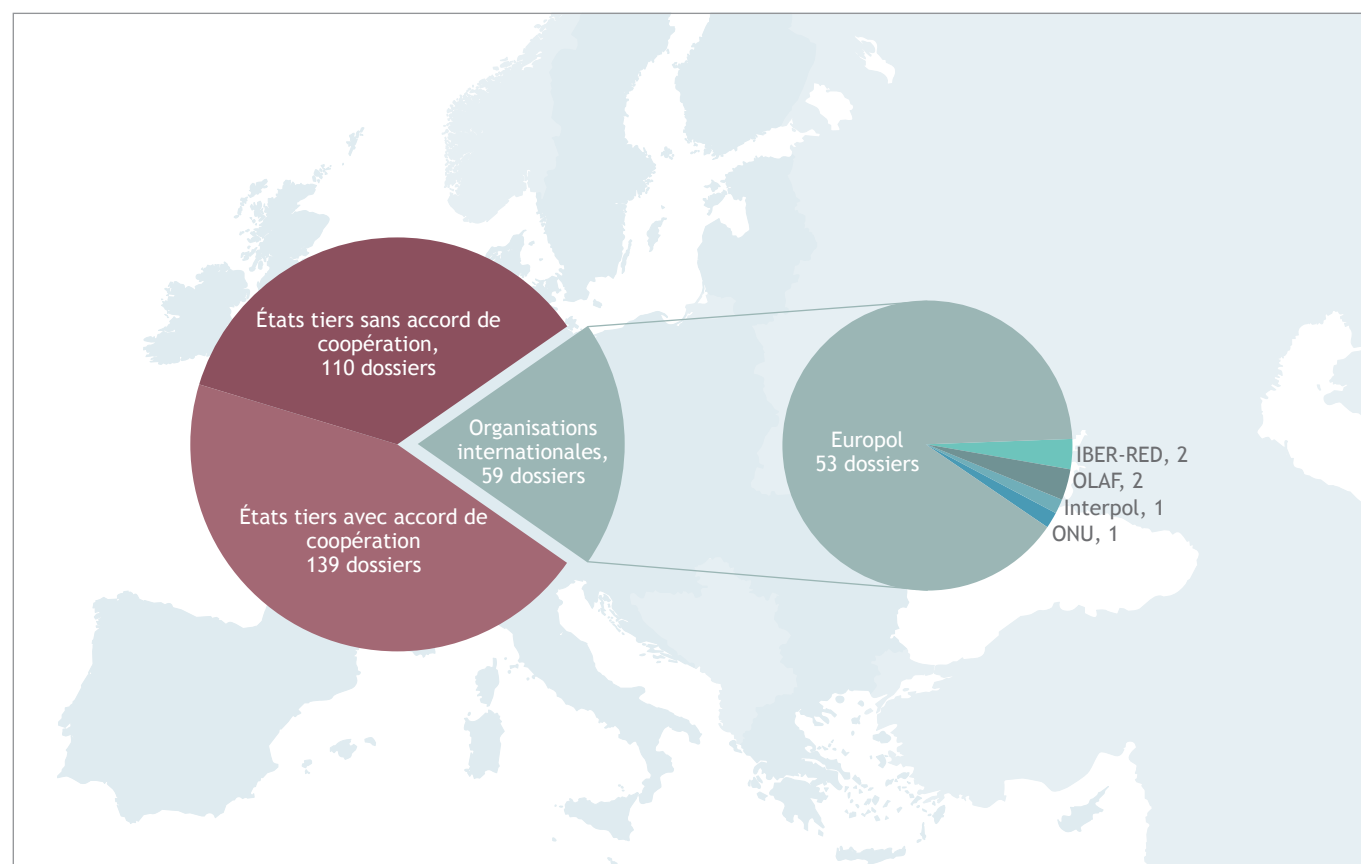 États tiers sans accord de
coopération,
110 dossiers
Organisations
internationales,
59 dossiers
États tiers avec accord de
coopération
139 dossiers
Europol
53 dossiers
IBER-RED, 2
OLAF, 2
Interpol, 1
ONU, 1